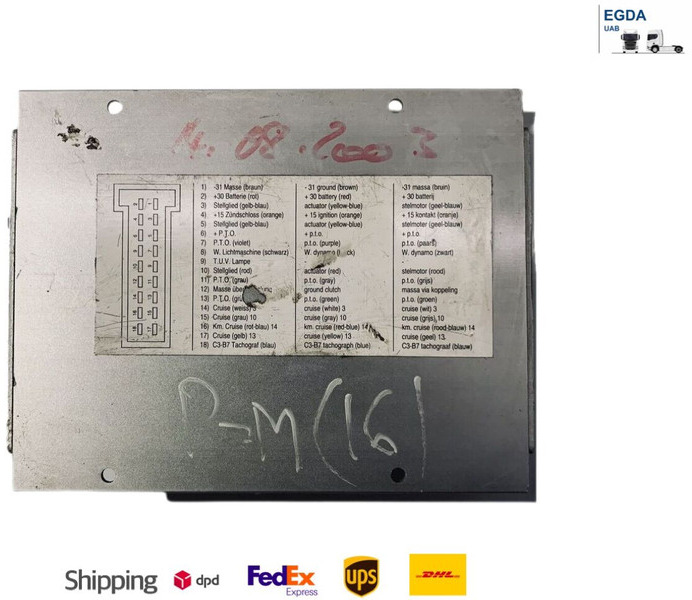 EGDA
UAB
14. 08. 2003
1) -31 Masse (braun) - 31 ground (brown) -31 massa (bruin)
2) +30 Batterie (rot) + 30 battery (red) + 30 batterij
3) Stellglied (gelb-blau) actuator (yellow-blue) stelmotor (geel-blauw)
4) +15 Zündschloss (orange) + 15 ignition (orange) + 15 kontakt (oranje)
5) Stellglied (gelb-blau) actuator (yellow-blue) stelmotor (geel-blauw)
6) + P.T.O. + p.t.o. + p.t.o.
7) P.T.O. (violet) p.t.o. (purple) p.t.o. (paars)
8) W. Lichtmaschine (schwarz) W. dynamo W. dynamo (zwart)
9) T.U.V. Lampe - -
10) Stellglied (rod) actuator (red) stelmotor (rood)
11) P.T.O. (grau) p.t.o. (gray) p.t.o. (grijs)
12) Masse ground clutch massa via koppeling
13) P.T.O. p.t.o. (green) p.t.o. (groen)
14) Cruise (weiss) 3 cruise (white) 3 cruise (wit) 3
15) Cruise (grau) 10 cruise (gray) 10 cruise (grijs) 10
16) Km. Cruise (rot-blau) 14 km. cruise (red-blue) 14 km. cruise (rood-blauw) 14
17) Cruise (gelb) 13 cruise (yellow) 13 cruise (geel) 13
18) C3-B7 Tachograf (blau) C3-B7 tachograph (blue) C3-B7 tachograaf (blauw)
R-M (16)
Shipping dpd FedEx Express ups DHL